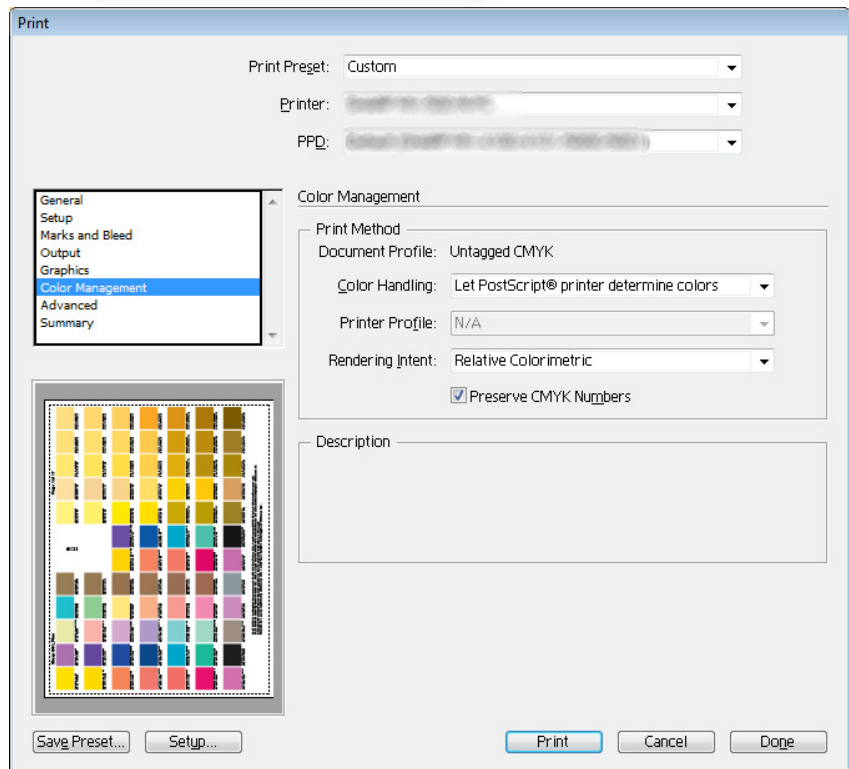 Print
Print Preset: Custom
Printer:
PPD:
General
Setup
Marks and Bleed
Output
Graphics
Color Management
Advanced
Summary
Color Management
Print Method
Document Profile: Untagged CMYK
Color Handling: Let PostScript® printer determine colors
Printer Profile: N/A
Rendering Intent: Relative Colorimetric
Preserve CMYK Numbers
Description
Save Preset... Setup... Print Cancel Done